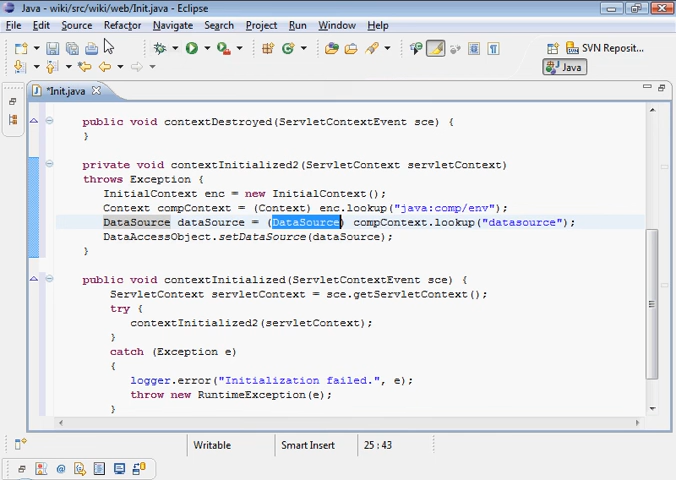 Java - wiki/src/wiki/web/Init.java - Eclipse
File Edit Source Refactor Navigate Search Project Run Window Help
SVN Reposit...
Java
*Init.java
public void contextDestroyed(ServletContextEvent sce) {
}
private void contextInitialized2(ServletContext servletContext)
throws Exception {
InitialContext enc = new InitialContext();
Context compContext = (Context) enc.lookup("java:comp/env");
DataSource dataSource = (DataSource) compContext.lookup("datasource");
DataAccessObject.setDataSource(dataSource);
}
public void contextInitialized(ServletContextEvent sce) {
ServletContext servletContext = sce.getServletContext();
try {
contextInitialized2(servletContext);
}
catch (Exception e)
{
logger.error("Initialization failed.", e);
throw new RuntimeException(e);
}
Writable Smart Insert 25 : 43